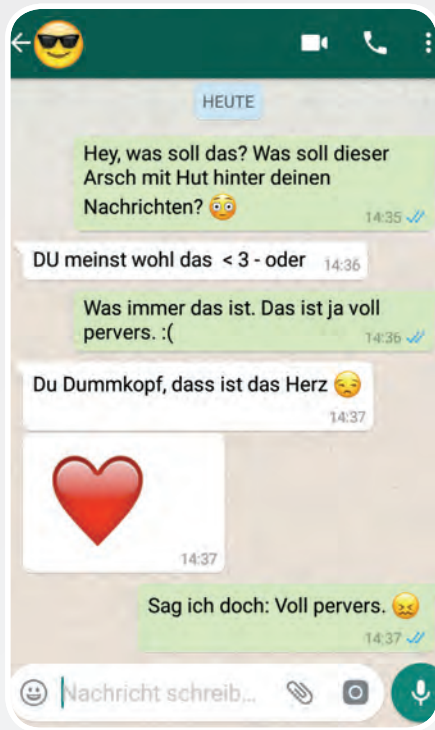 HEUTE
Hey, was soll das? Was soll dieser
Arsch mit Hut hinter deinen
Nachrichten? 😳
14:35
DU meinst wohl das < 3 - oder 14:36
Was immer das ist. Das ist ja voll
pervers. :( 14:36
Du Dummkopf, dass ist das Herz 😒
14:37
14:37
Sag ich doch: Voll pervers. 😖
14:37
Nachricht schreib...